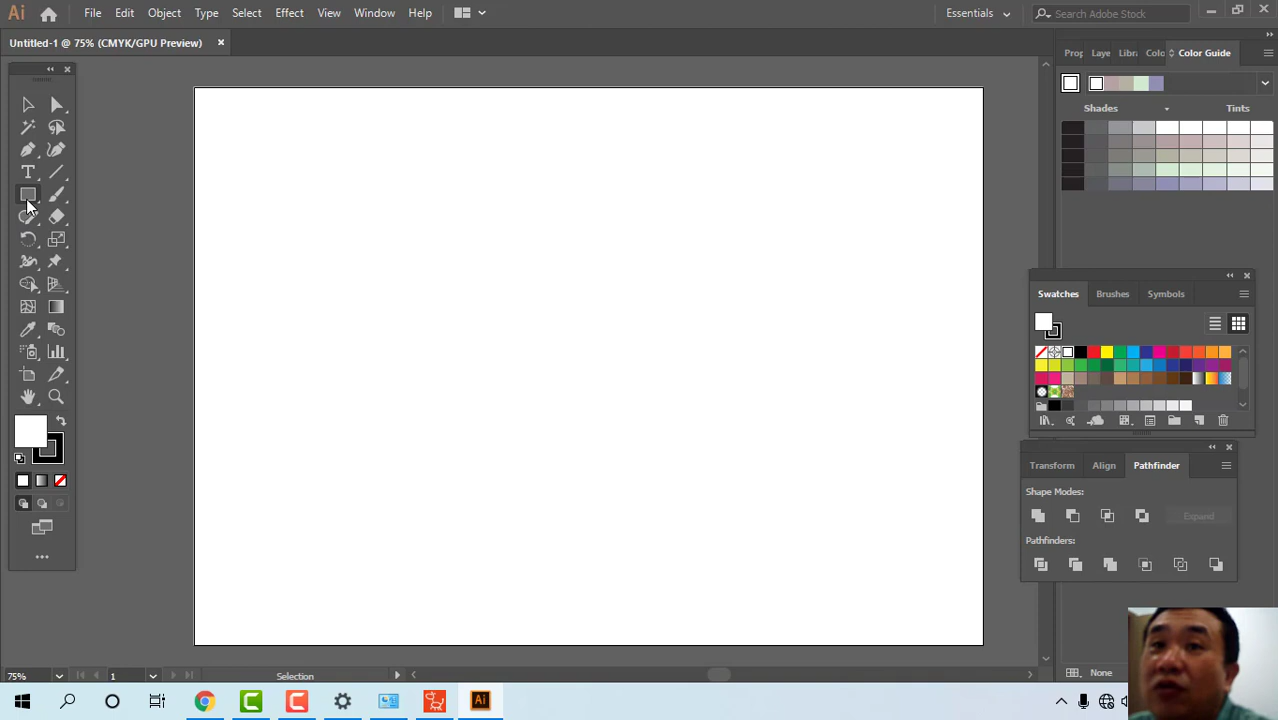 Ai File Edit Object Type Select Effect View Window Help Essentials Search Adobe Stock
Untitled-1 @ 75% (CMYK/GPU Preview)
Prop Laye Libra Colo Color Guide
Shades Tints
T
Swatches Brushes Symbols
Transform Align Pathfinder
Shape Modes:
Expand
Pathfinders:
75% 1 Selection None
Ai